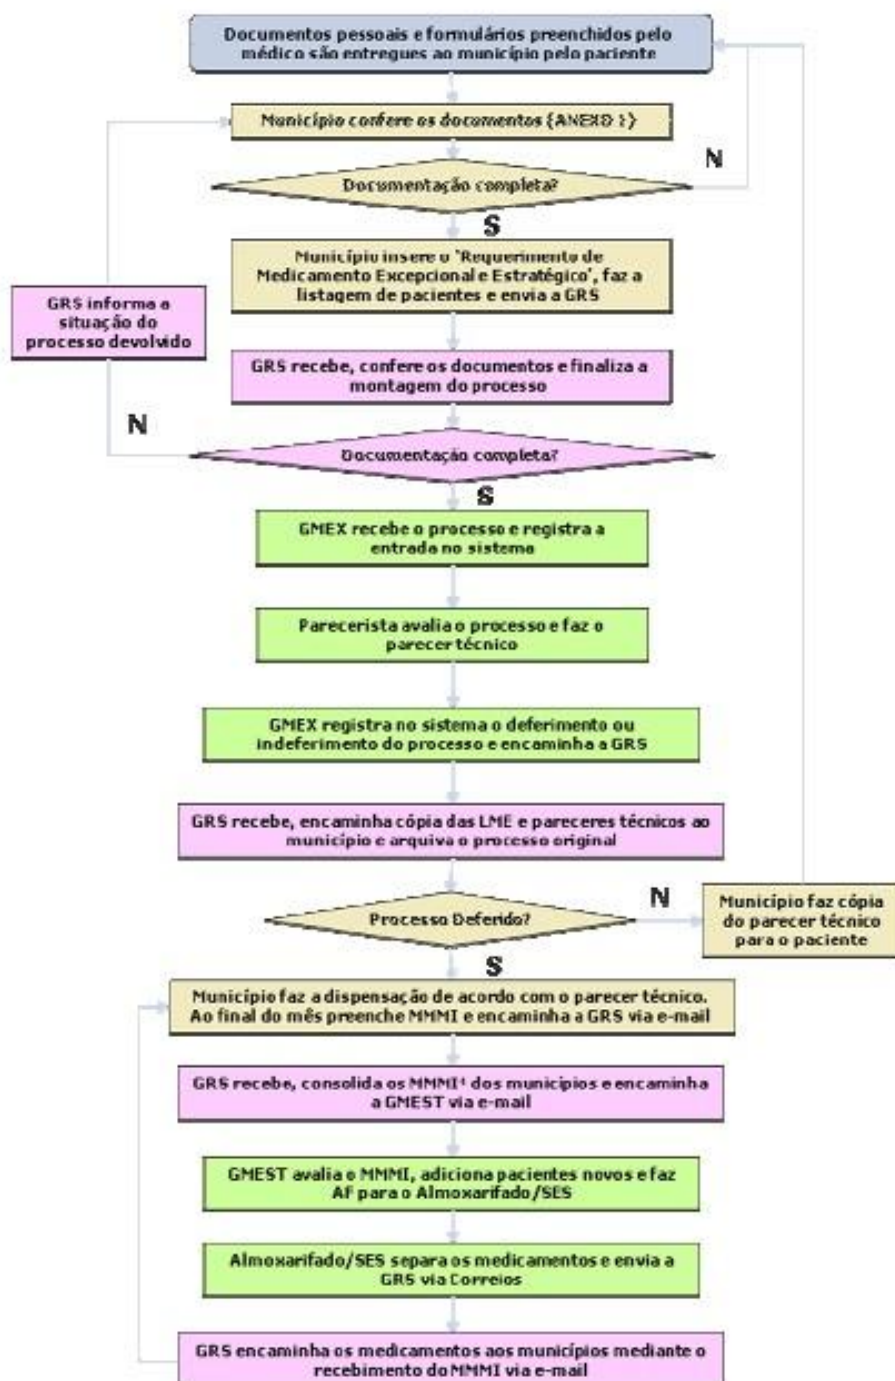 Documentos pessoais e formulários preenchidos pelo
médico são entregues ao município pelo paciente
Município confere os documentos (ANEXO 1)
N
Documentação completa?
S
Município insere o 'Requerimento de
Medicamento Excepcional e Estratégico', faz a
listagem de pacientes e envia a GRS
GRS informa a
situação do
processo devolvido
GRS recebe, confere os documentos e finaliza a
montagem do processo
N
Documentação completa?
S
GMEX recebe o processo e registra a
entrada no sistema
Parecerista avalia o processo e faz o
parecer técnico
GMEX registra no sistema o deferimento ou
indeferimento do processo e encaminha a GRS
GRS recebe, encaminha cópia das LME e pareceres técnicos ao
município e arquiva o processo original
N
Processo Deferido?
Município faz cópia
do parecer técnico
para o paciente
S
Município faz a dispensação de acordo com o parecer técnico.
Ao final do mês preenche MMMI e encaminha a GRS via e-mail
GRS recebe, consolida os MMMI¹ dos municípios e encaminha
a GMEST via e-mail
GMEST avalia o MMMI, adiciona pacientes novos e faz
AF para o Almoxarifado/SES
Almoxarifado/SES separa os medicamentos e envia a
GRS via Correios
GRS encaminha os medicamentos aos municípios mediante o
recebimento do MMMI via e-mail